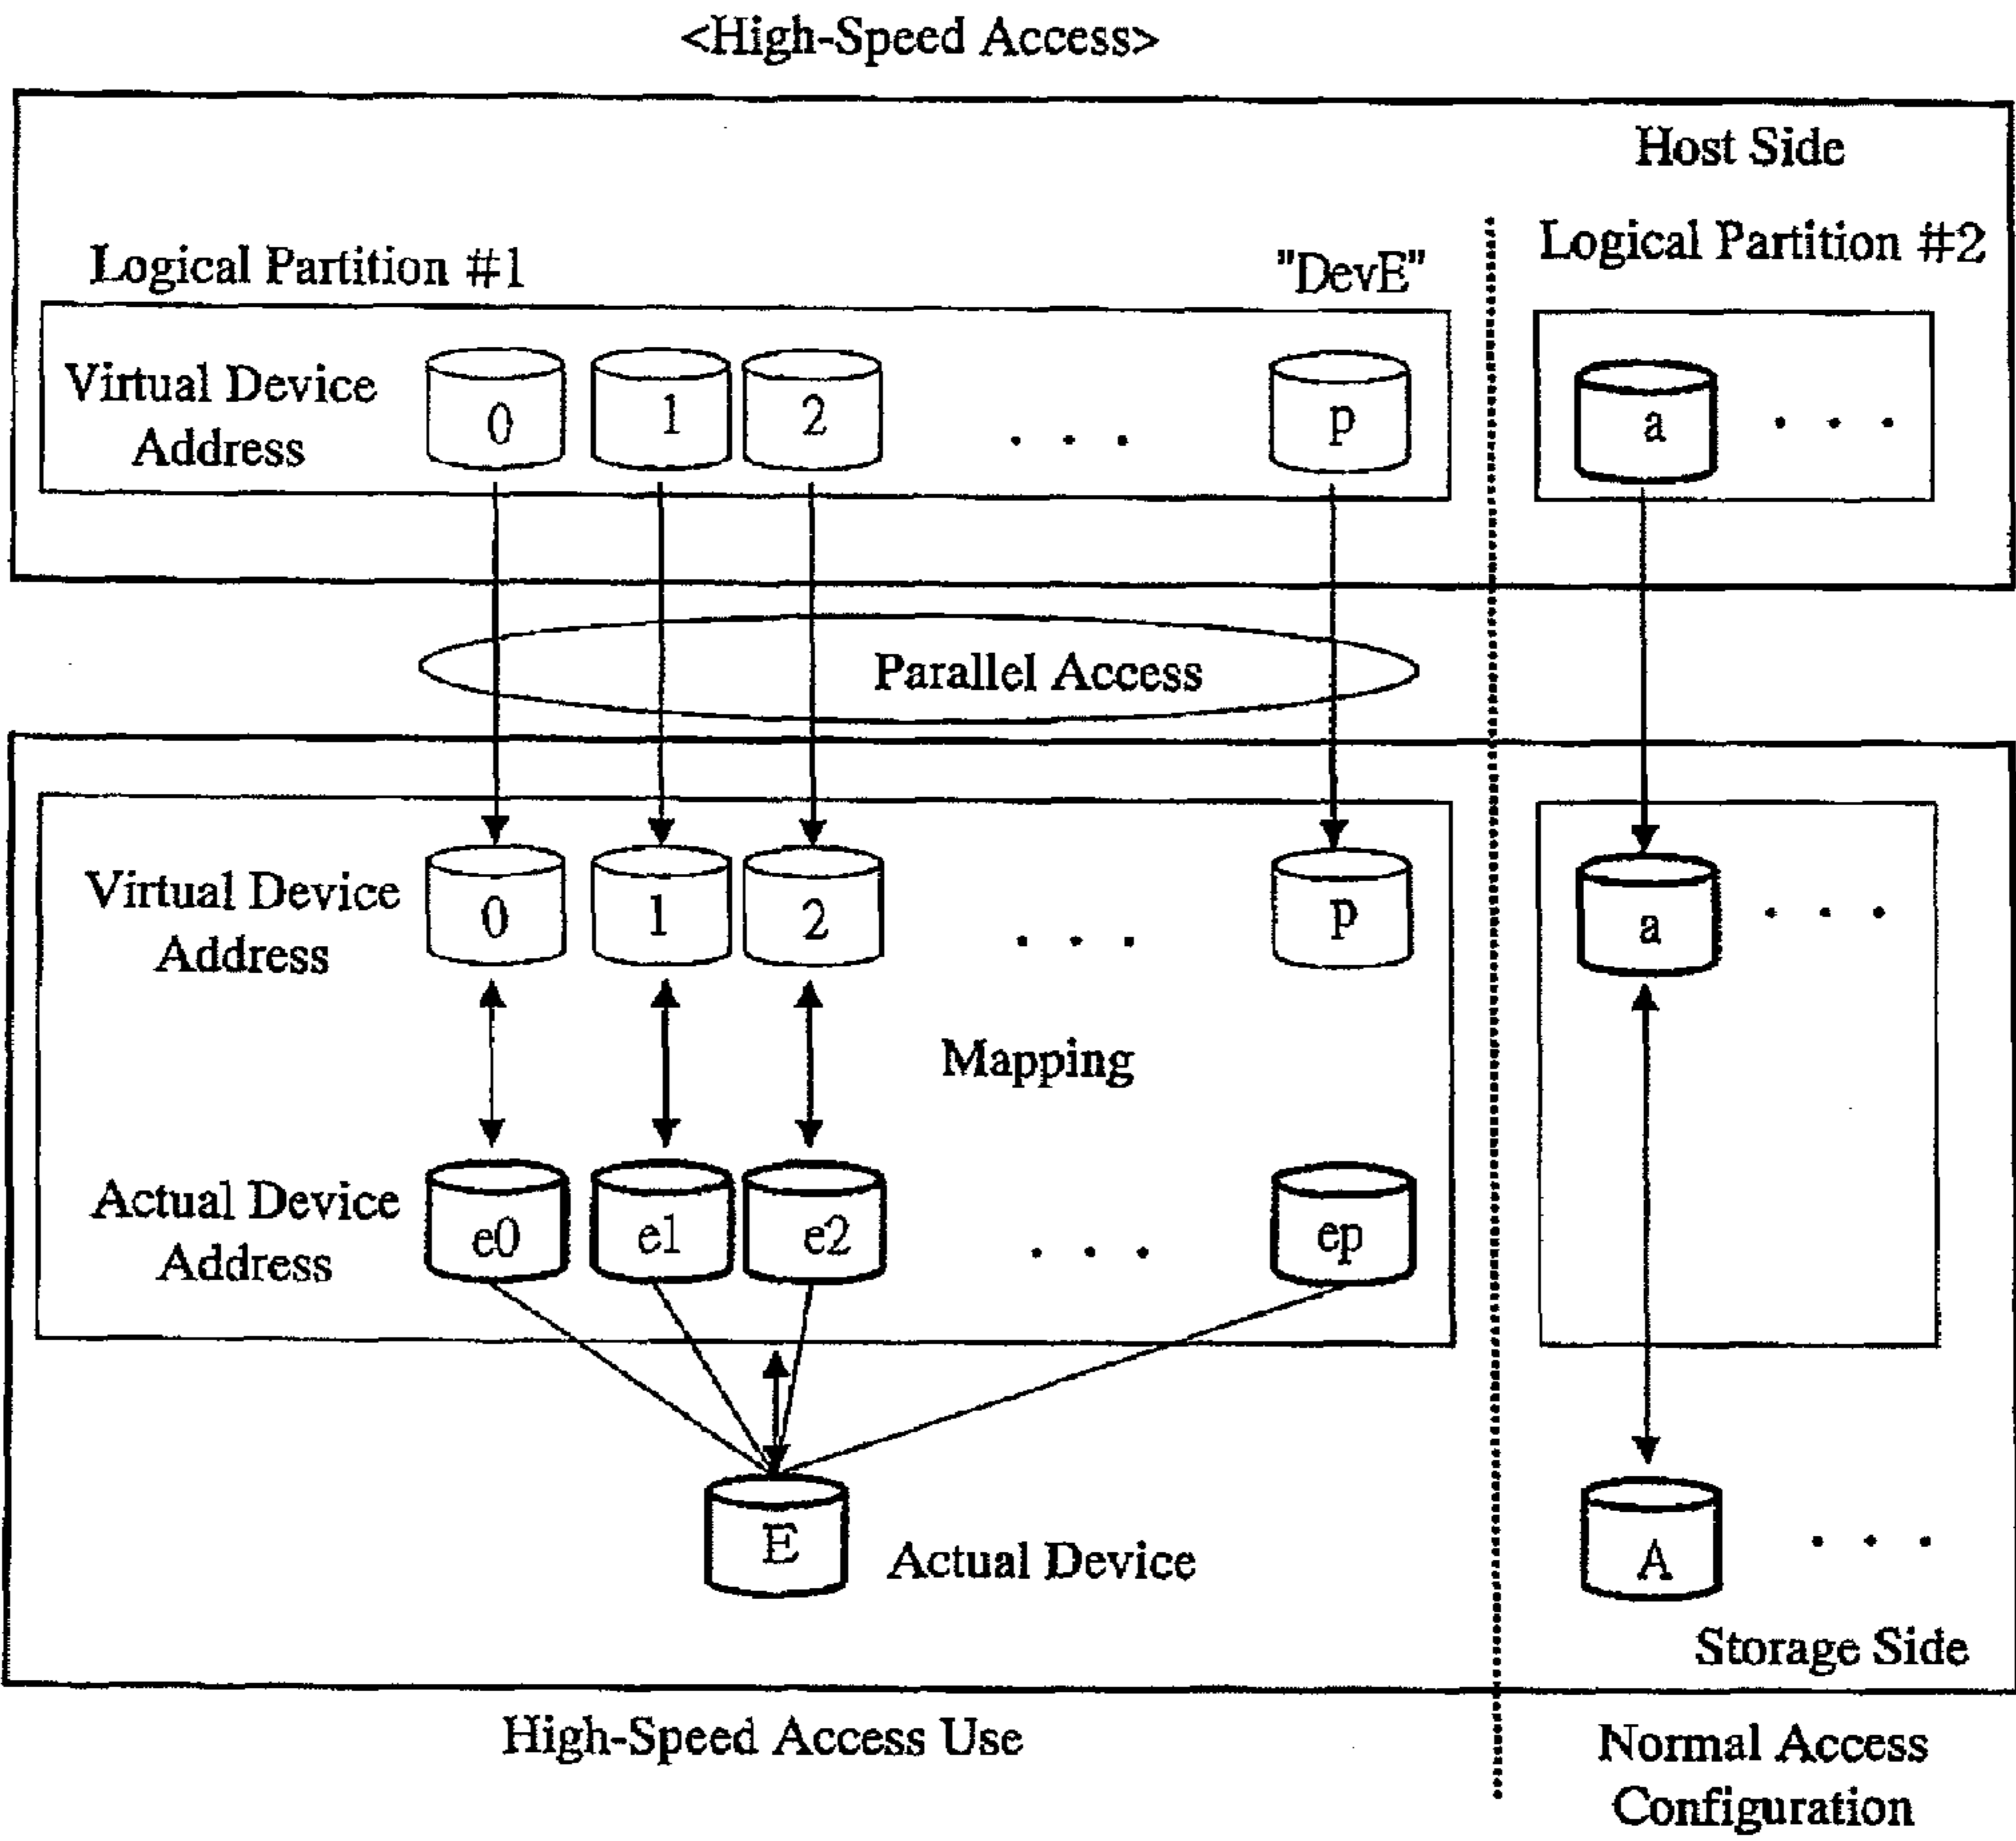 <High-Speed Access>
Host Side
Logical Partition #1
"DevE"
Logical Partition #2
Virtual Device
Address
0
1
2
. . .
p
a
. . .
Parallel Access
Virtual Device
Address
0
1
2
. . .
p
a
. . .
Mapping
Actual Device
Address
e0
e1
e2
. . .
ep
E
Actual Device
A
. . .
Storage Side
High-Speed Access Use
Normal Access
Configuration